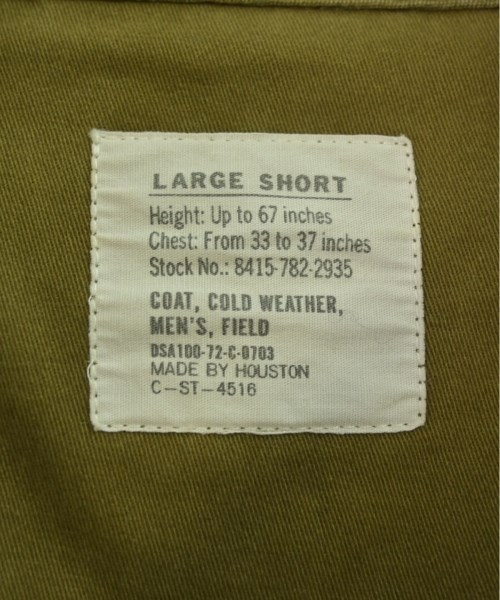 LARGE SHORT
Height: Up to 67 inches
Chest: From 33 to 37 inches
Stock No.: 8415-782-2935
COAT, COLD WEATHER,
MEN'S, FIELD
DSA100-72-C-0703
MADE BY HOUSTON
C-ST-4516